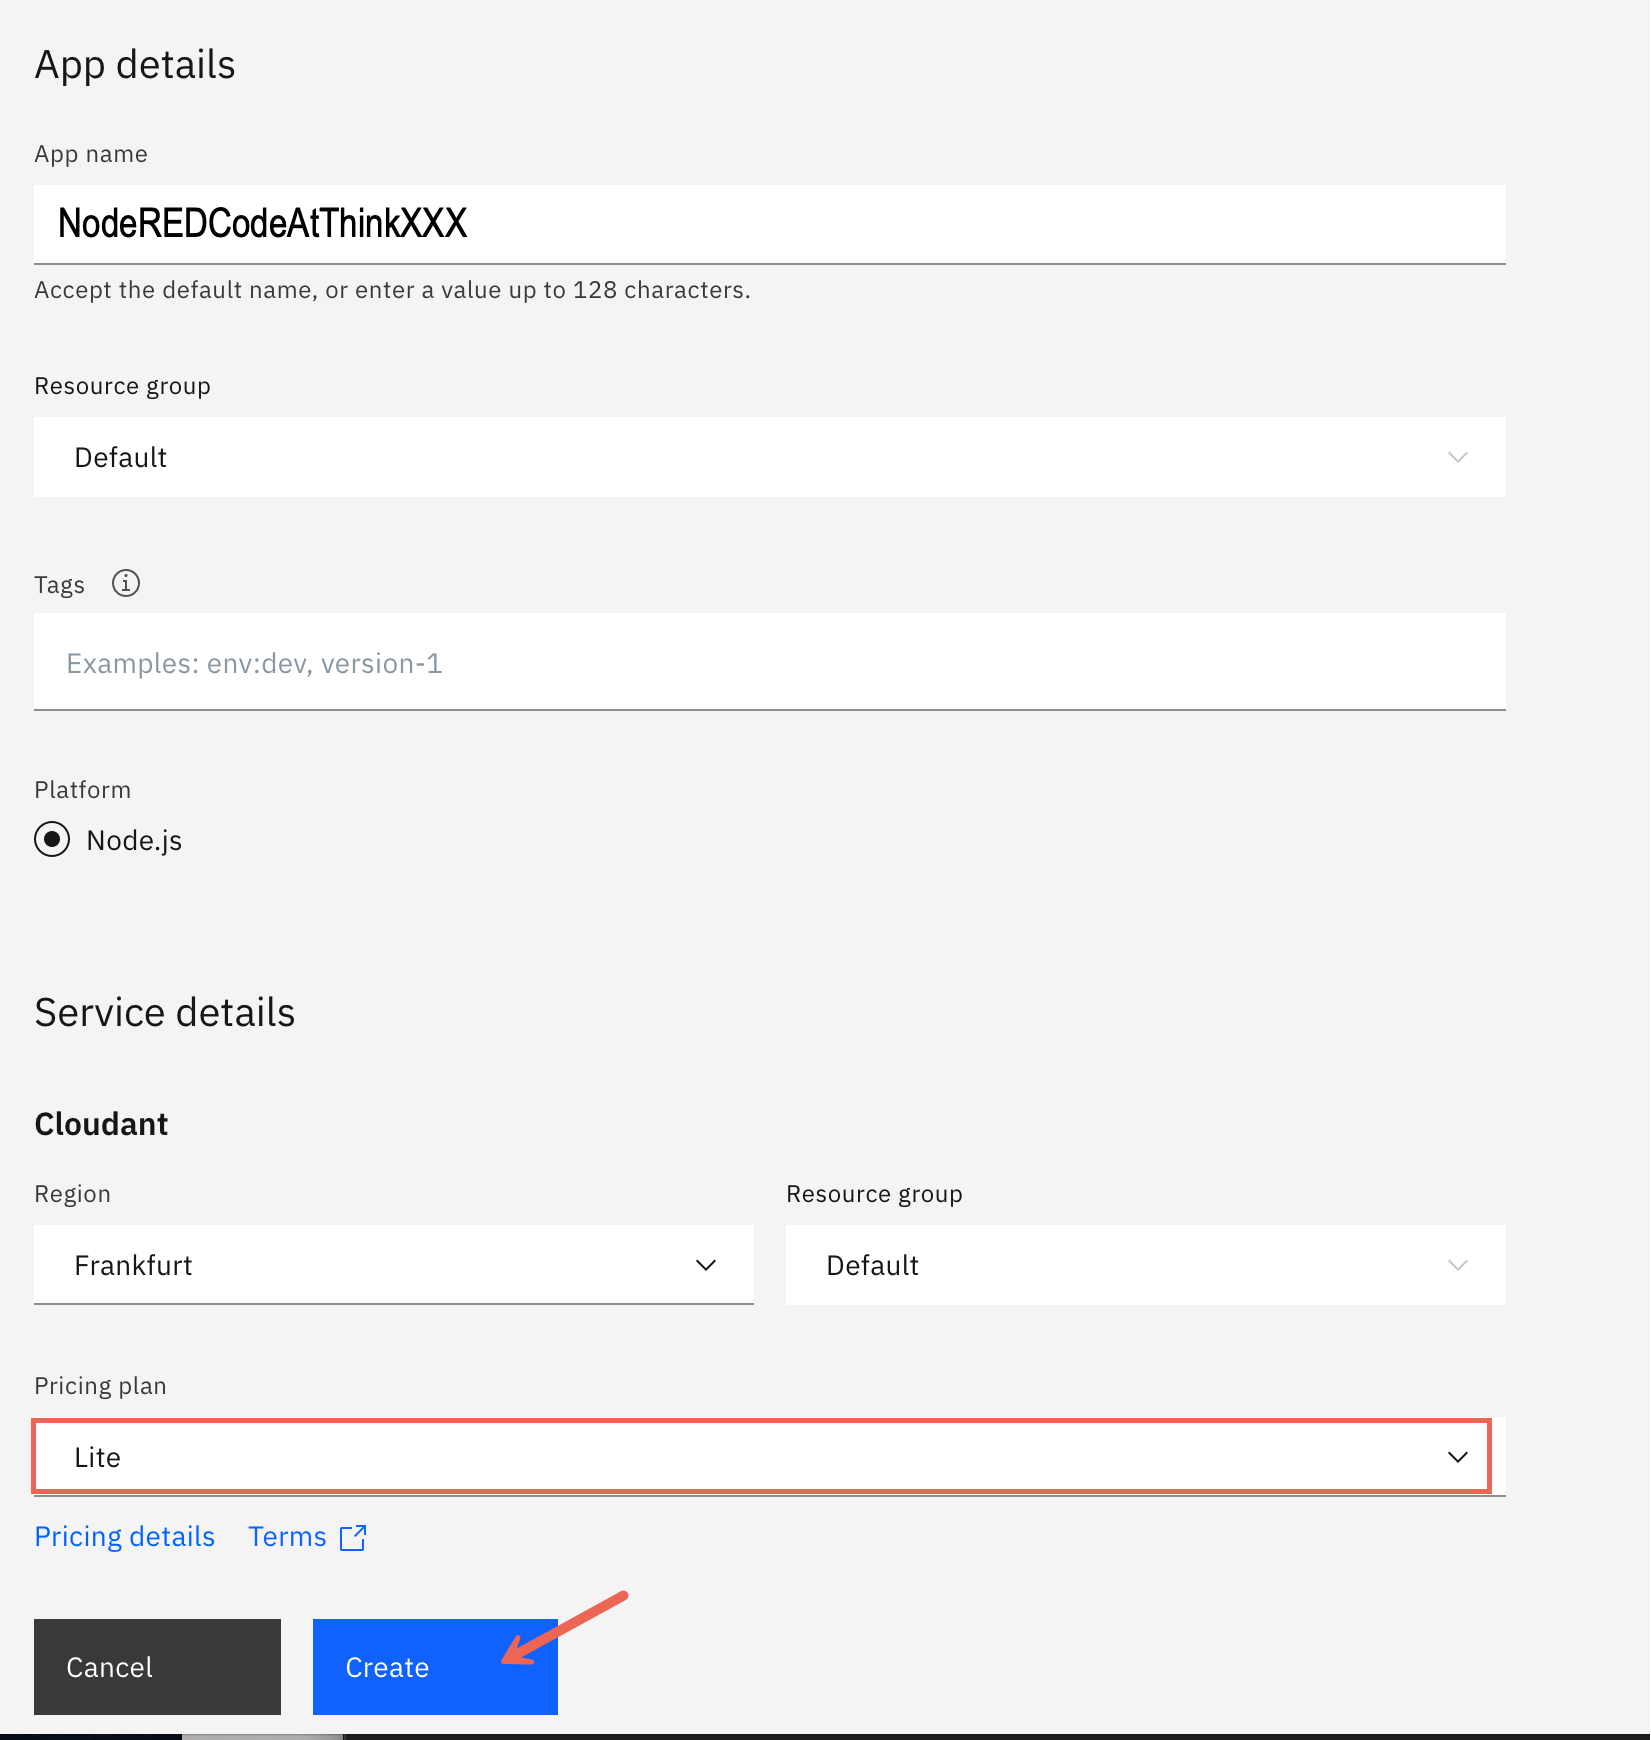 App details
App name
NodeREDCodeAtThinkXXX
Accept the default name, or enter a value up to 128 characters.
Resource group
Default
Tags
Examples: env:dev, version-1
Platform
Node.js
Service details
Cloudant
Region
Resource group
Frankfurt
Default
Pricing plan
Lite
Pricing details Terms
Cancel
Create